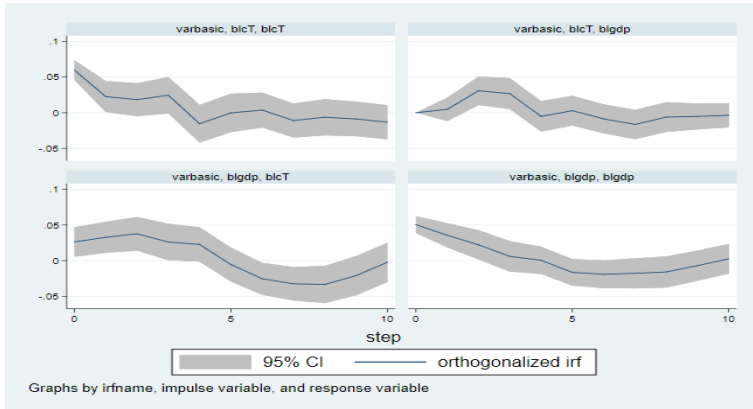 varbasic, blcT, blcT
varbasic, blcT, blgdp
.1
.05
0
-.05
varbasic, blgdp, blcT
varbasic, blgdp, blgdp
.1
.05
0
-.05
0
5
10
0
5
10
step
95% CI
orthogonalized irf
Graphs by irfname, impulse variable, and response variable